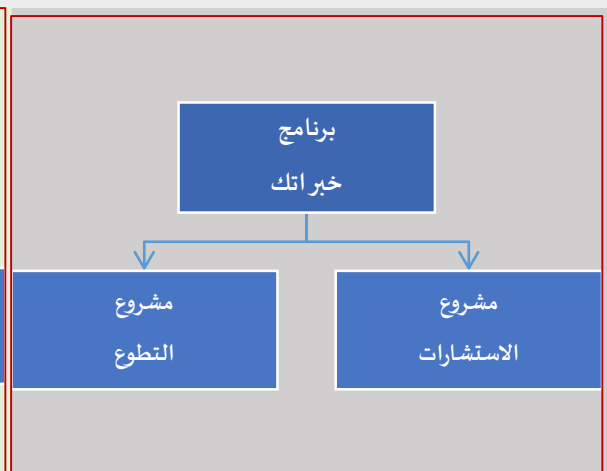 برنامج
خبراتك
مشروع
الاستشارات
مشروع
التطوع